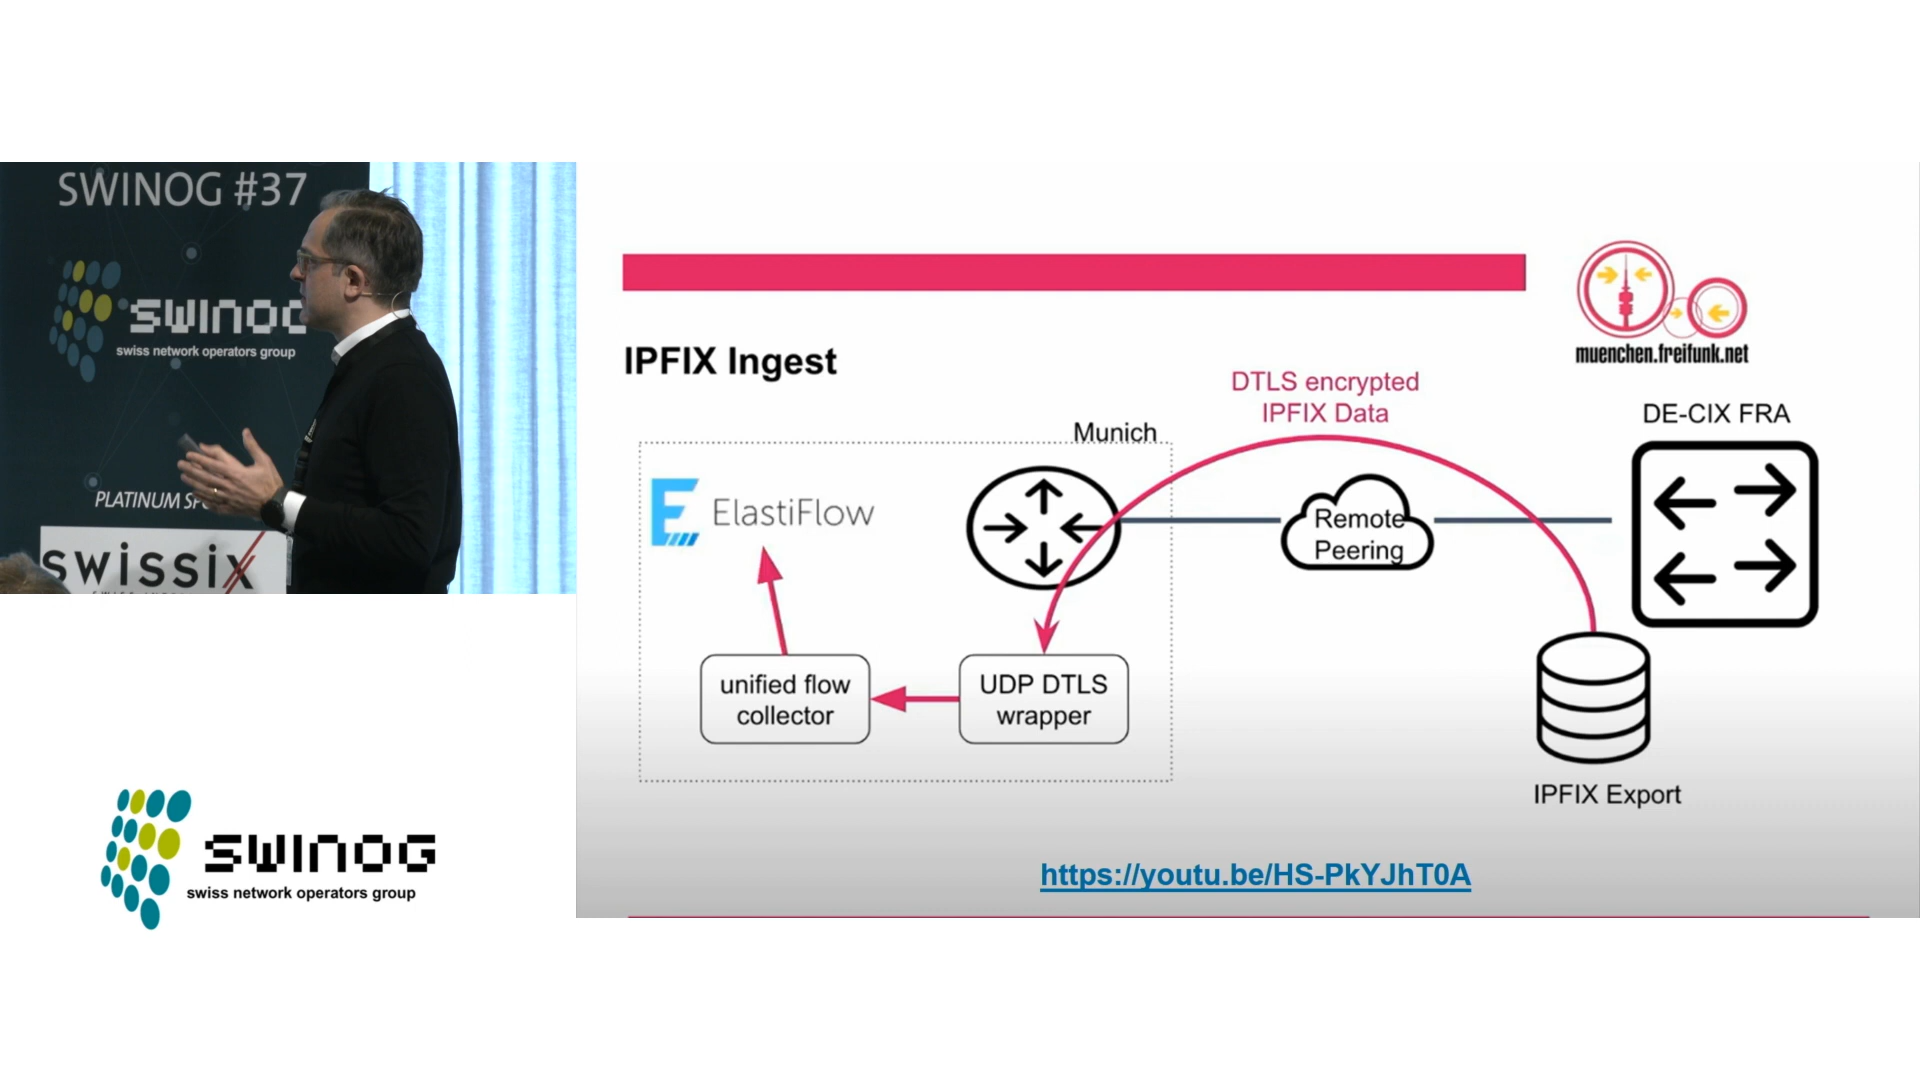 SWINOG #37
swinog
swiss network operators group
PLATINUM
swissix
swinog
swiss network operators group
muenchen.freifunk.net
IPFIX Ingest
DTLS encrypted
IPFIX Data
DE-CIX FRA
Munich
ElastiFlow
Remote
Peering
unified flow
collector
UDP DTLS
wrapper
IPFIX Export
https://youtu.be/HS-PkYJhT0A